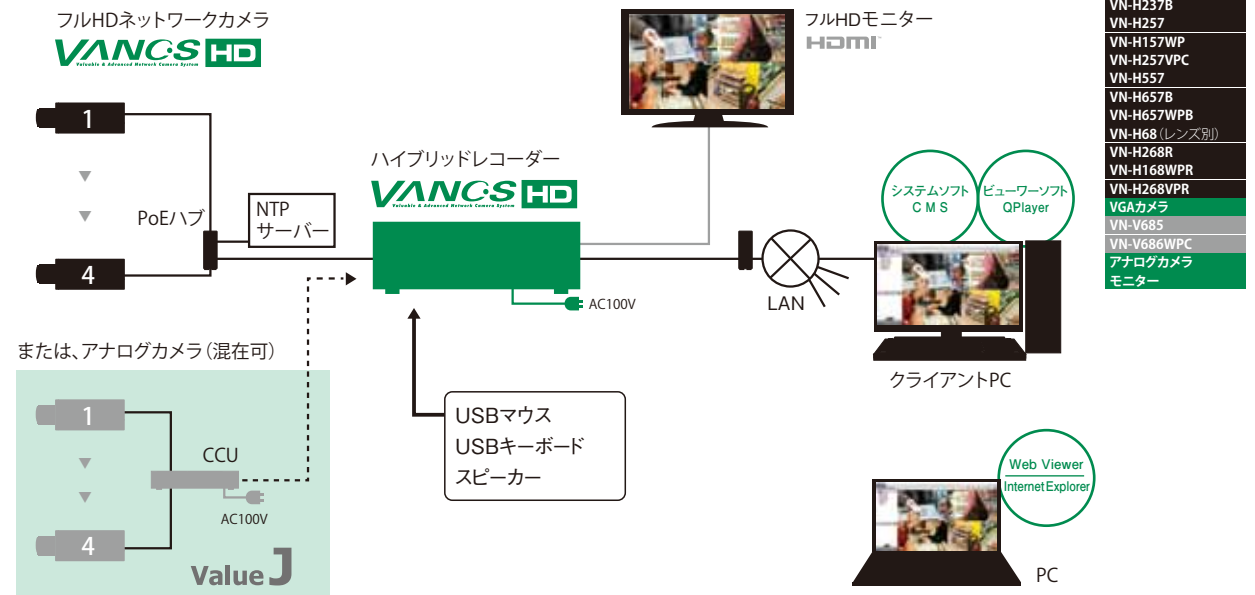 フルHDネットワークカメラ
VANCS HD
Valuable & Advanced Network Camera System
1
4
PoEハブ
NTP
サーバー
ハイブリッドレコーダー
VANCS HD
Valuable & Advanced Network Camera System
AC100V
フルHDモニター
HDMI
システムソフト
CMS
ビューワーソフト
QPlayer
LAN
クライアントPC
または、アナログカメラ(混在可)
1
4
CCU
AC100V
Value J
USBマウス
USBキーボード
スピーカー
Web Viewer
Internet Explorer
PC
VN-H237B
VN-H257
VN-H157WP
VN-H257VPC
VN-H557
VN-H657B
VN-H657WPB
VN-H68(レンズ別)
VN-H268R
VN-H168WPR
VN-H268VPR
VGAカメラ
VN-V685
VN-V686WPC
アナログカメラ
モニター